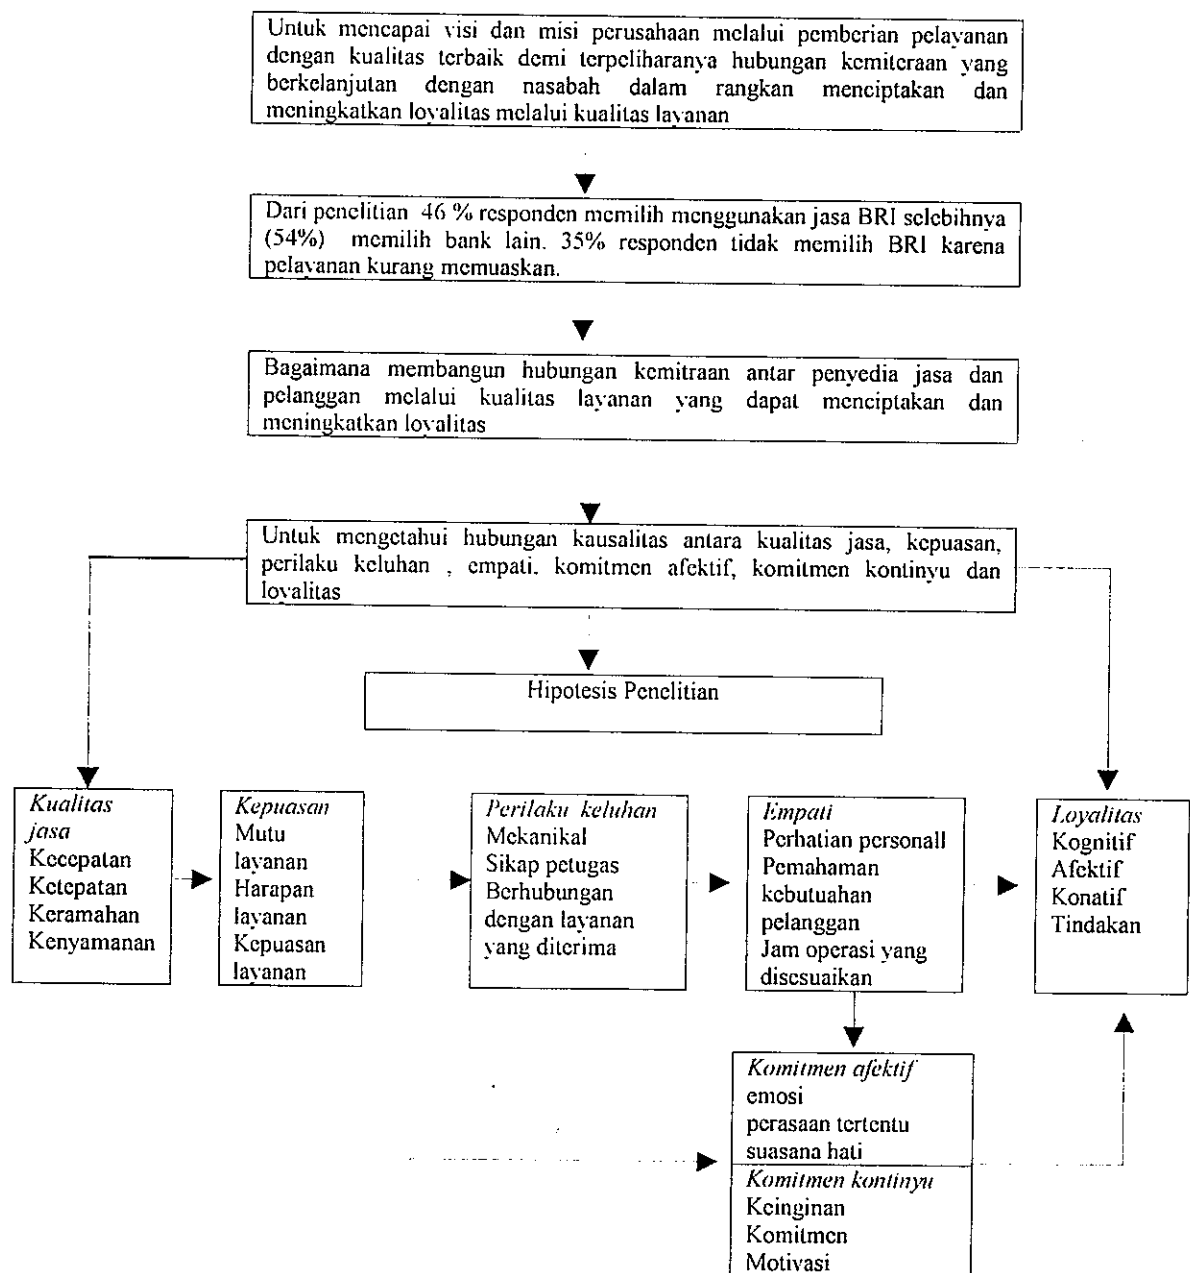 Untuk mencapai visi dan misi perusahaan melalui pemberian pelayanan
dengan kualitas terbaik demi terpeliharanya hubungan kemiteraan yang
berkelanjutan dengan nasabah dalam rangkan menciptakan dan
meningkatkan loyalitas melalui kualitas layanan
Dari penelitian 46 % responden memilih menggunakan jasa BRI selebihnya
(54%) memilih bank lain. 35% responden tidak memilih BRI karena
pelayanan kurang memuaskan.
Bagaimana membangun hubungan kemitraan antar penyedia jasa dan
pelanggan melalui kualitas layanan yang dapat menciptakan dan
meningkatkan loyalitas
Untuk mengetahui hubungan kausalitas antara kualitas jasa, kepuasan,
perilaku keluhan , empati. komitmen afektif, komitmen kontinyu dan
loyalitas
Hipotesis Penelitian
Kualitas
jasa
Kecepatan
Ketepatan
Keramahan
Kenyamanan
Kepuasan
Mutu
layanan
Harapan
layanan
Kepuasan
layanan
Perilaku keluhan
Mekanikal
Sikap petugas
Berhubungan
dengan layanan
yang diterima
Empati
Perhatian personall
Pemahaman
kebutuahan
pelanggan
Jam operasi yang
disesuaikan
Loyalitas
Kognitif
Afektif
Konatif
Tindakan
Komitmen afektif
emosi
perasaan tertentu
suasana hati
Komitmen kontinyu
Keinginan
Komitmen
Motivasi